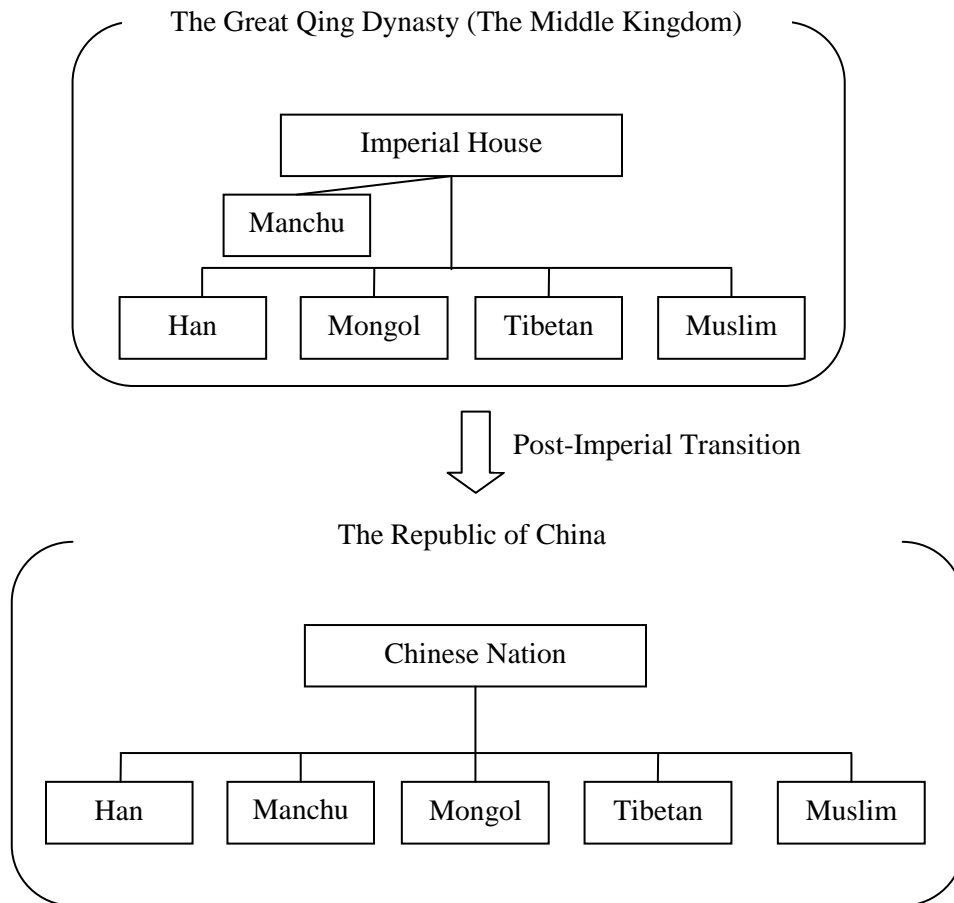 The Great Qing Dynasty (The Middle Kingdom)
Imperial House
Manchu
Han
Mongol
Tibetan
Muslim
Post-Imperial Transition
The Republic of China
Chinese Nation
Han
Manchu
Mongol
Tibetan
Muslim